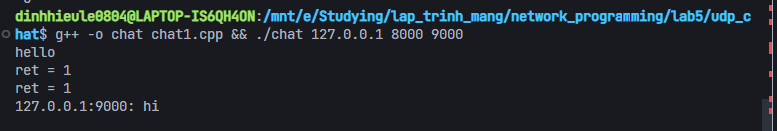 dinhhieule0804@LAPTOP-IS6QH4ON:/mnt/e/Studying/lap_trinh_mang/network_programming/lab5/udp_c
hat$ g++ -o chat chat1.cpp && ./chat 127.0.0.1 8000 9000
hello
ret = 1
ret = 1
127.0.0.1:9000: hi